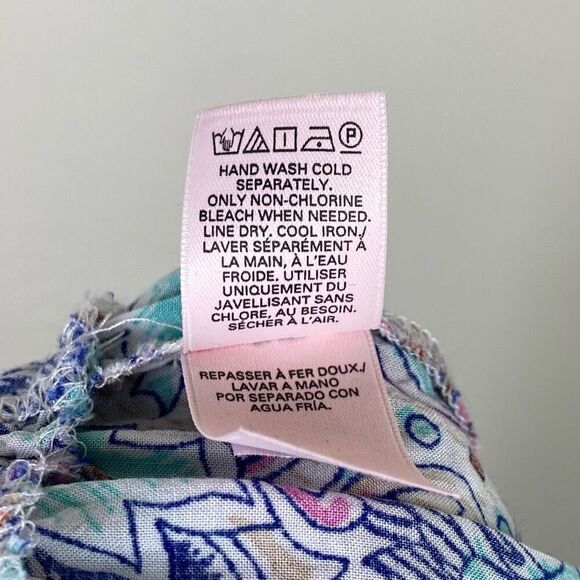 P
HAND WASH COLD
SEPARATELY.
ONLY NON-CHLORINE
BLEACH WHEN NEEDED.
LINE DRY. COOL IRON./
LAVER SÉPARÉMENT À
LA MAIN, À L'EAU
FROIDE. UTILISER
UNIQUEMENT DU
JAVELLISANT SANS
CHLORE, AU BESOIN.
SÉCHER À L'AIR.
REPASSER À FER DOUX./
LAVAR A MANO
POR SEPARADO CON
AGUA FRÍA.